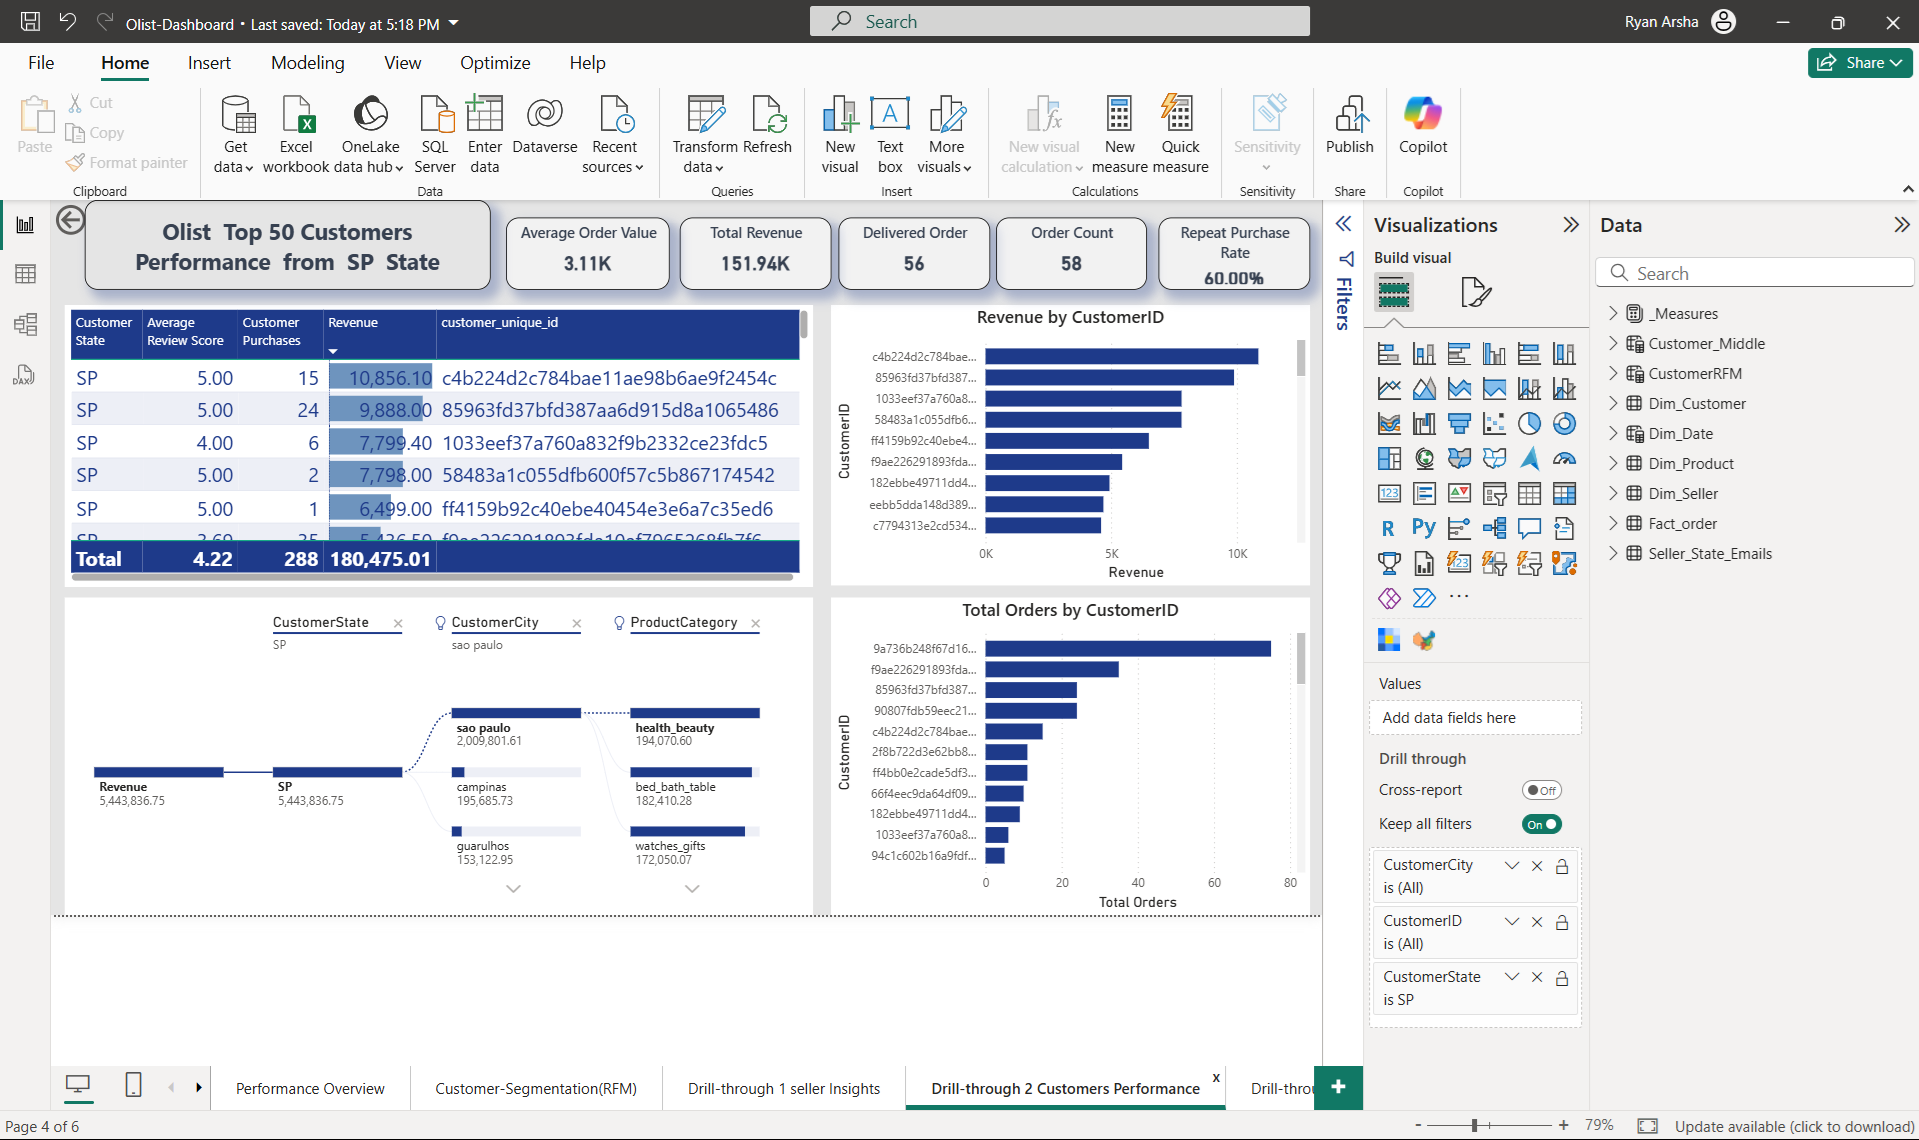 Olist-Dashboard • Last saved: Today at 5:18 PM
Search
Ryan Arsha
File
Home
Insert
Modeling
View
Optimize
Help
Share
Paste
Cut
Copy
Format painter
Clipboard
Get data
Excel workbook
OneLake data hub
SQL Server
Enter data
Dataverse
Recent sources
Data
Transform data
Refresh
Queries
New visual
Text box
More visuals
Insert
New visual calculation
New measure
Quick measure
Calculations
Sensitivity
Sensitivity
Publish
Share
Copilot
Copilot
Olist Top 50 Customers
Performance from SP State
Average Order Value
3.11K
Total Revenue
151.94K
Delivered Order
56
Order Count
58
Repeat Purchase
Rate
60.00%
Customer State
Average Review Score
Customer Purchases
Revenue
customer_unique_id
SP 5.00 15 10,856.10 c4b224d2c784bae11ae98b6ae9f2454c
SP 5.00 24 9,888.00 85963fd37bfd387aa6d915d8a1065486
SP 4.00 6 7,799.40 1033eef37a760a832f9b2332ce23fdc5
SP 5.00 2 7,798.00 58483a1c055dfb600f57c5b867174542
SP 5.00 1 6,499.00 ff4159b92c40ebe40454e3e6a7c35ed6
Total 4.22 288 180,475.01
Revenue by CustomerID
CustomerID
c4b224d2c784bae...
85963fd37bfd387...
1033eef37a760a8...
58483a1c055dfb6...
ff4159b92c40ebe4...
f9ae226291893fda...
182ebbe49711dd4...
eebb5dda148d389...
c7794313e2cd534...
0K 5K 10K
Revenue
CustomerState
SP
CustomerCity
sao paulo
ProductCategory
Revenue
5,443,836.75
SP
5,443,836.75
sao paulo
2,009,801.61
campinas
195,685.73
guarulhos
153,122.95
health_beauty
194,070.60
bed_bath_table
182,410.28
watches_gifts
172,050.07
Total Orders by CustomerID
CustomerID
9a736b248f67d16...
f9ae226291893fda...
85963fd37bfd387...
90807fdb59eec21...
c4b224d2c784bae...
2f8b722d3e62bb8...
ff4bb0e2cade5df3...
66f4eec9da64df09...
182ebbe49711dd4...
1033eef37a760a8...
94c1c602b16a9fdf...
0 20 40 60 80
Total Orders
Filters
Visualizations
Build visual
Values
Add data fields here
Drill through
Cross-report
Off
Keep all filters
On
CustomerCity
is (All)
CustomerID
is (All)
CustomerState
is SP
Data
Search
_Measures
Customer_Middle
CustomerRFM
Dim_Customer
Dim_Date
Dim_Product
Dim_Seller
Fact_order
Seller_State_Emails
Performance Overview
Customer-Segmentation(RFM)
Drill-through 1 seller Insights
Drill-through 2 Customers Performance
x
Drill-throu
Page 4 of 6
- + 79%
Update available (click to download)